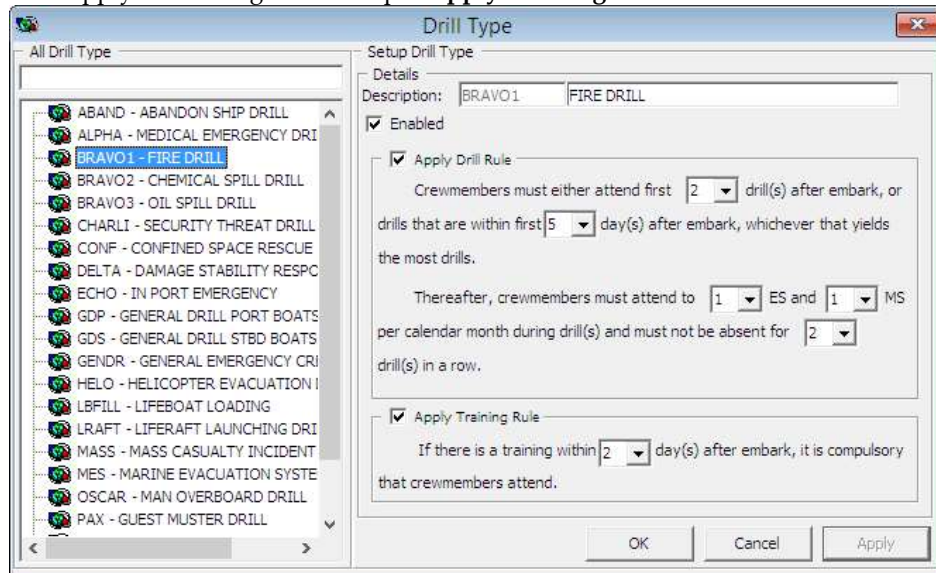 Drill Type
All Drill Type
ABAND - ABANDON SHIP DRILL
ALPHA - MEDICAL EMERGENCY DRI
BRAVO1 - FIRE DRILL
BRAVO2 - CHEMICAL SPILL DRILL
BRAVO3 - OIL SPILL DRILL
CHARLI - SECURITY THREAT DRILL
CONF - CONFINED SPACE RESCUE
DELTA - DAMAGE STABILITY RESPO
ECHO - IN PORT EMERGENCY
GDP - GENERAL DRILL PORT BOATS
GDS - GENERAL DRILL STBD BOATS
GENDR - GENERAL EMERGENCY CRI
HELO - HELICOPTER EVACUATION
LBFILL - LIFEBOAT LOADING
LRAFT - LIFERAFT LAUNCHING DRI
MASS - MASS CASUALTY INCIDENT
MES - MARINE EVACUATION SYSTE
OSCAR - MAN OVERBOARD DRILL
PAX - GUEST MUSTER DRILL
Setup Drill Type
Details
Description: BRAVO1 FIRE DRILL
Enabled
Apply Drill Rule
Crewmembers must either attend first 2 drill(s) after embark, or
drills that are within first 5 day(s) after embark, whichever that yields
the most drills.
Thereafter, crewmembers must attend to 1 ES and 1 MS
per calendar month during drill(s) and must not be absent for 2
drill(s) in a row.
Apply Training Rule
If there is a training within 2 day(s) after embark, it is compulsory
that crewmembers attend.
OK Cancel Apply